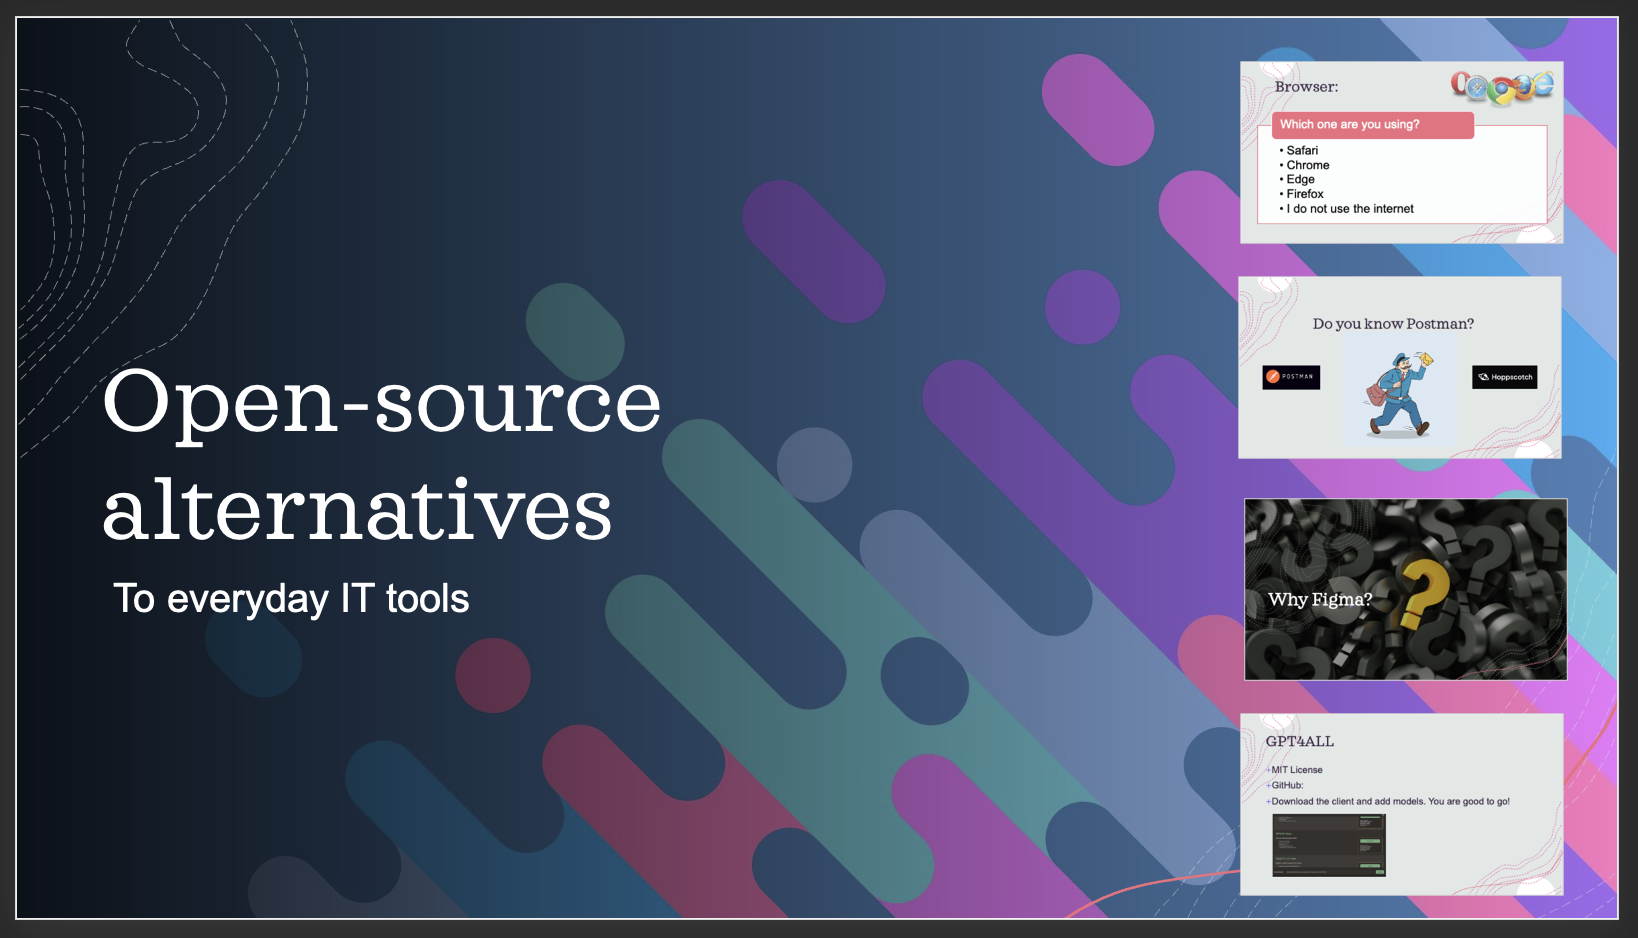 Open-source
alternatives
To everyday IT tools
Browser:
Which one are you using?
• Safari
• Chrome
• Edge
• Firefox
• I do not use the internet
Do you know Postman?
POSTMAN
Hoppscotch
Why Figma?
GPT4ALL
+MIT License
+GitHub:
+Download the client and add models. You are good to go!